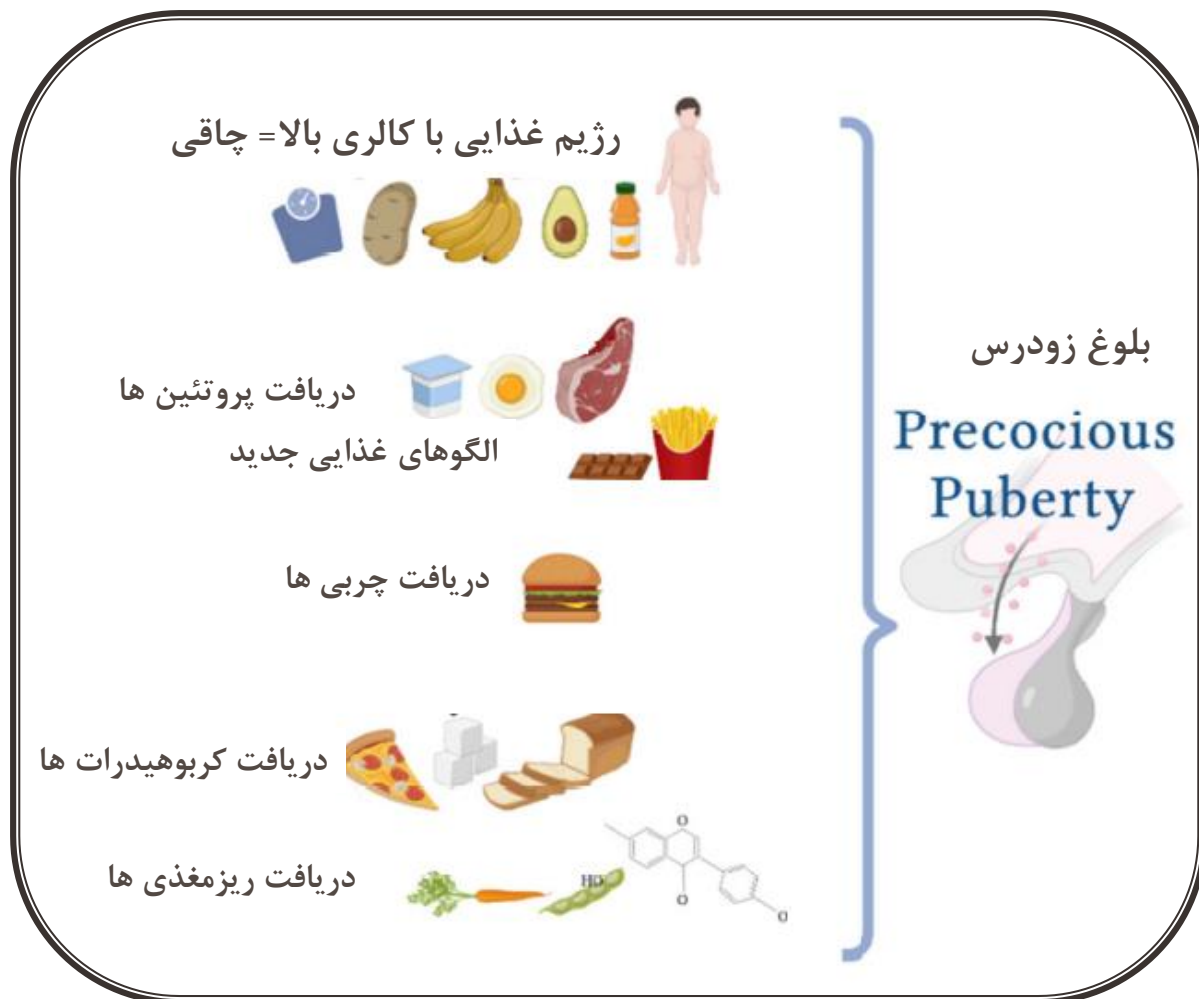 رژیم غذایی با کالری بالا= چاقی
دریافت پروتئین ها
الگوهای غذایی جدید
دریافت چربی ها
دریافت کربوهیدرات ها
دریافت ریزمغذی ها
HO
O
O
O
بلوغ زودرس
Precocious
Puberty